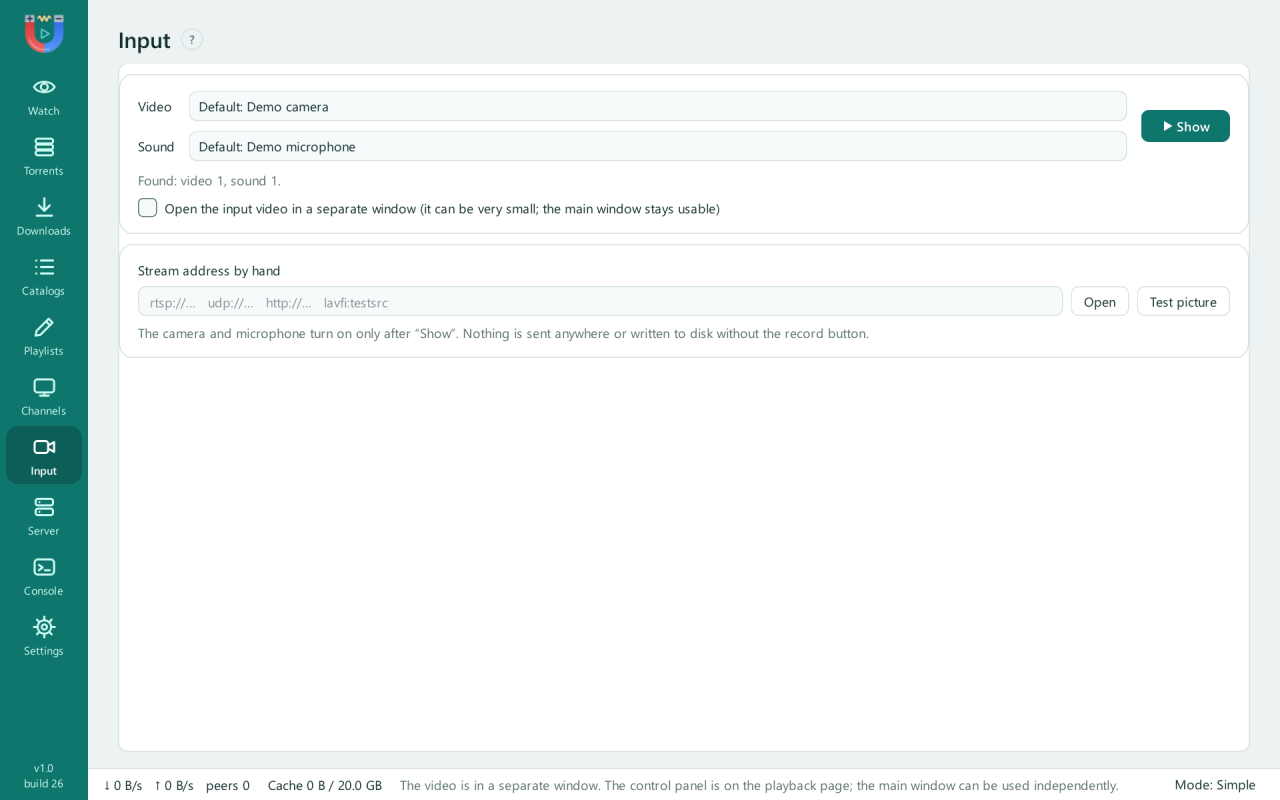 Input ?
Video Default: Demo camera
▶ Show
Sound Default: Demo microphone
Found: video 1, sound 1.
Open the input video in a separate window (it can be very small; the main window stays usable)
Stream address by hand
rtsp://... udp://... http://... lavfi:testsrc
Open
Test picture
The camera and microphone turn on only after “Show”. Nothing is sent anywhere or written to disk without the record button.
Watch
Torrents
Downloads
Catalogs
Playlists
Channels
Input
Server
Console
Settings
v1.0
build 26
↓ 0 B/s ↑ 0 B/s peers 0 Cache 0 B / 20.0 GB The video is in a separate window. The control panel is on the playback page; the main window can be used independently. Mode: Simple